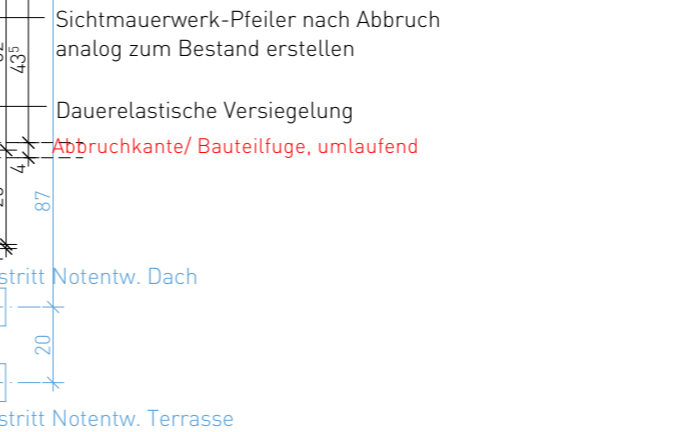 Sichtmauerwerk-Pfeiler nach Abbruch
analog zum Bestand erstellen
43⁵
Dauerelastische Versiegelung
Abbruchkante/ Bauteilfuge, umlaufend
4
87
stritt Notentw. Dach
20
stritt Notentw. Terrasse